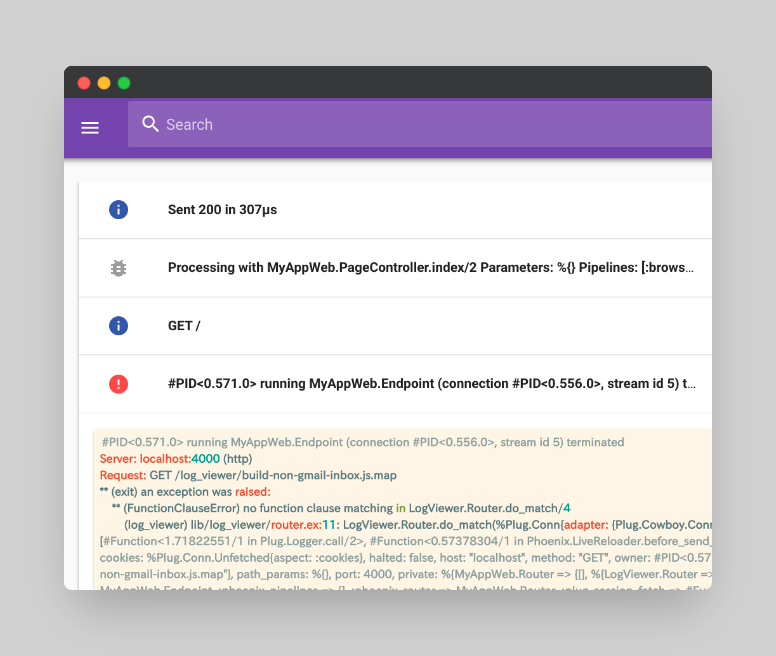 Search
Sent 200 in 307µs
Processing with MyAppWeb.PageController.index/2 Parameters: %{} Pipelines: [:brows...
GET /
#PID<0.571.0> running MyAppWeb.Endpoint (connection #PID<0.556.0>, stream id 5) t...
#PID<0.571.0> running MyAppWeb.Endpoint (connection #PID<0.556.0>, stream id 5) terminated
Server: localhost:4000 (http)
Request: GET /log_viewer/build-non-gmail-inbox.js.map
** (exit) an exception was raised:
** (FunctionClauseError) no function clause matching in LogViewer.Router.do_match/4
(log_viewer) lib/log_viewer/router.ex:11: LogViewer.Router.do_match(%Plug.Conn{adapter: {Plug.Cowboy.Conn
[#Function<1.71822551/1 in Plug.Logger.call/2>, #Function<0.57378304/1 in Phoenix.LiveReloader.before_send_
cookies: %Plug.Conn.Unfetched{aspect: :cookies}, halted: false, host: "localhost", method: "GET", owner: #PID<0.57
non-gmail-inbox.js.map"], path_params: %{}, port: 4000, private: %{MyAppWeb.Router => {[], %{LogViewer.Router =>